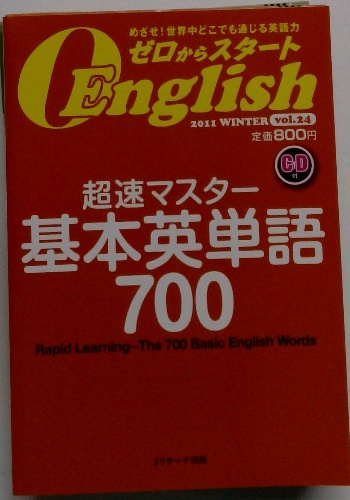 めざせ!世界中どこでも通じる英語力
ゼロからスタート
English
2011 WINTER vol.24
定価800円
CD
付
超速マスター
基本英単語
700
Rapid Learning—The 700 Basic English Words
Jリサーチ出版